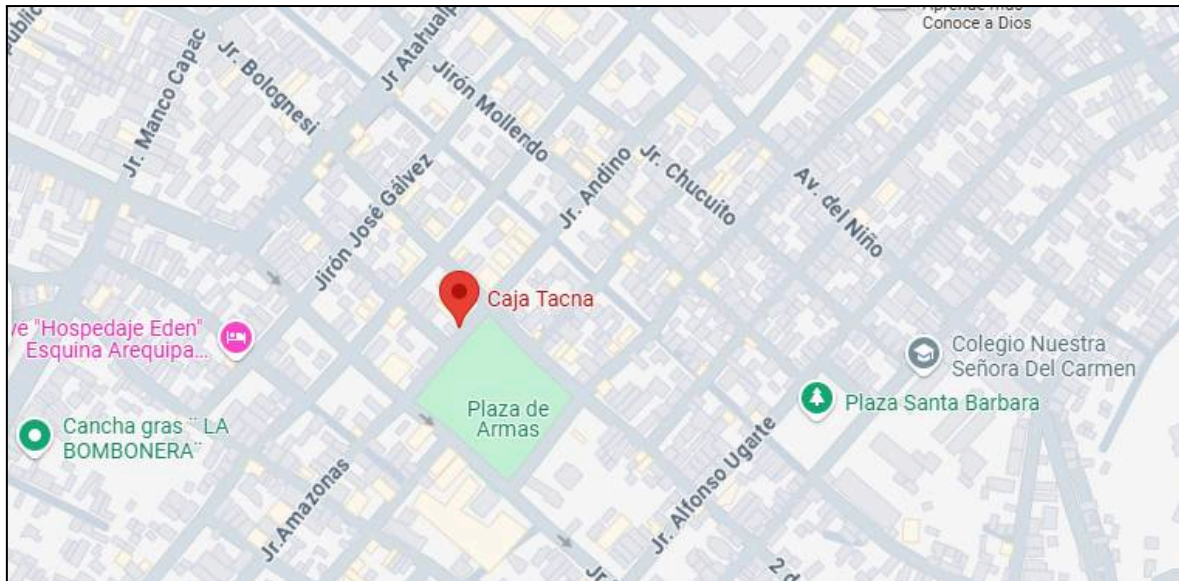 Conoce a Dios
Jr. Manco Capac
Jr. Bolognesi
Jirón Mollendo
Jirón José Gálvez
Jr. Andino
Jr. Chucuito
Av. del Niño
Caja Tacna
"Hospedaje Eden"
Esquina Arequipa...
Colegio Nuestra
Señora Del Carmen
Plaza de
Armas
Plaza Santa Barbara
Cancha gras ¨ LA
BOMBONERA¨
Jr.Amazonas
Jr. Alfonso Ugarte